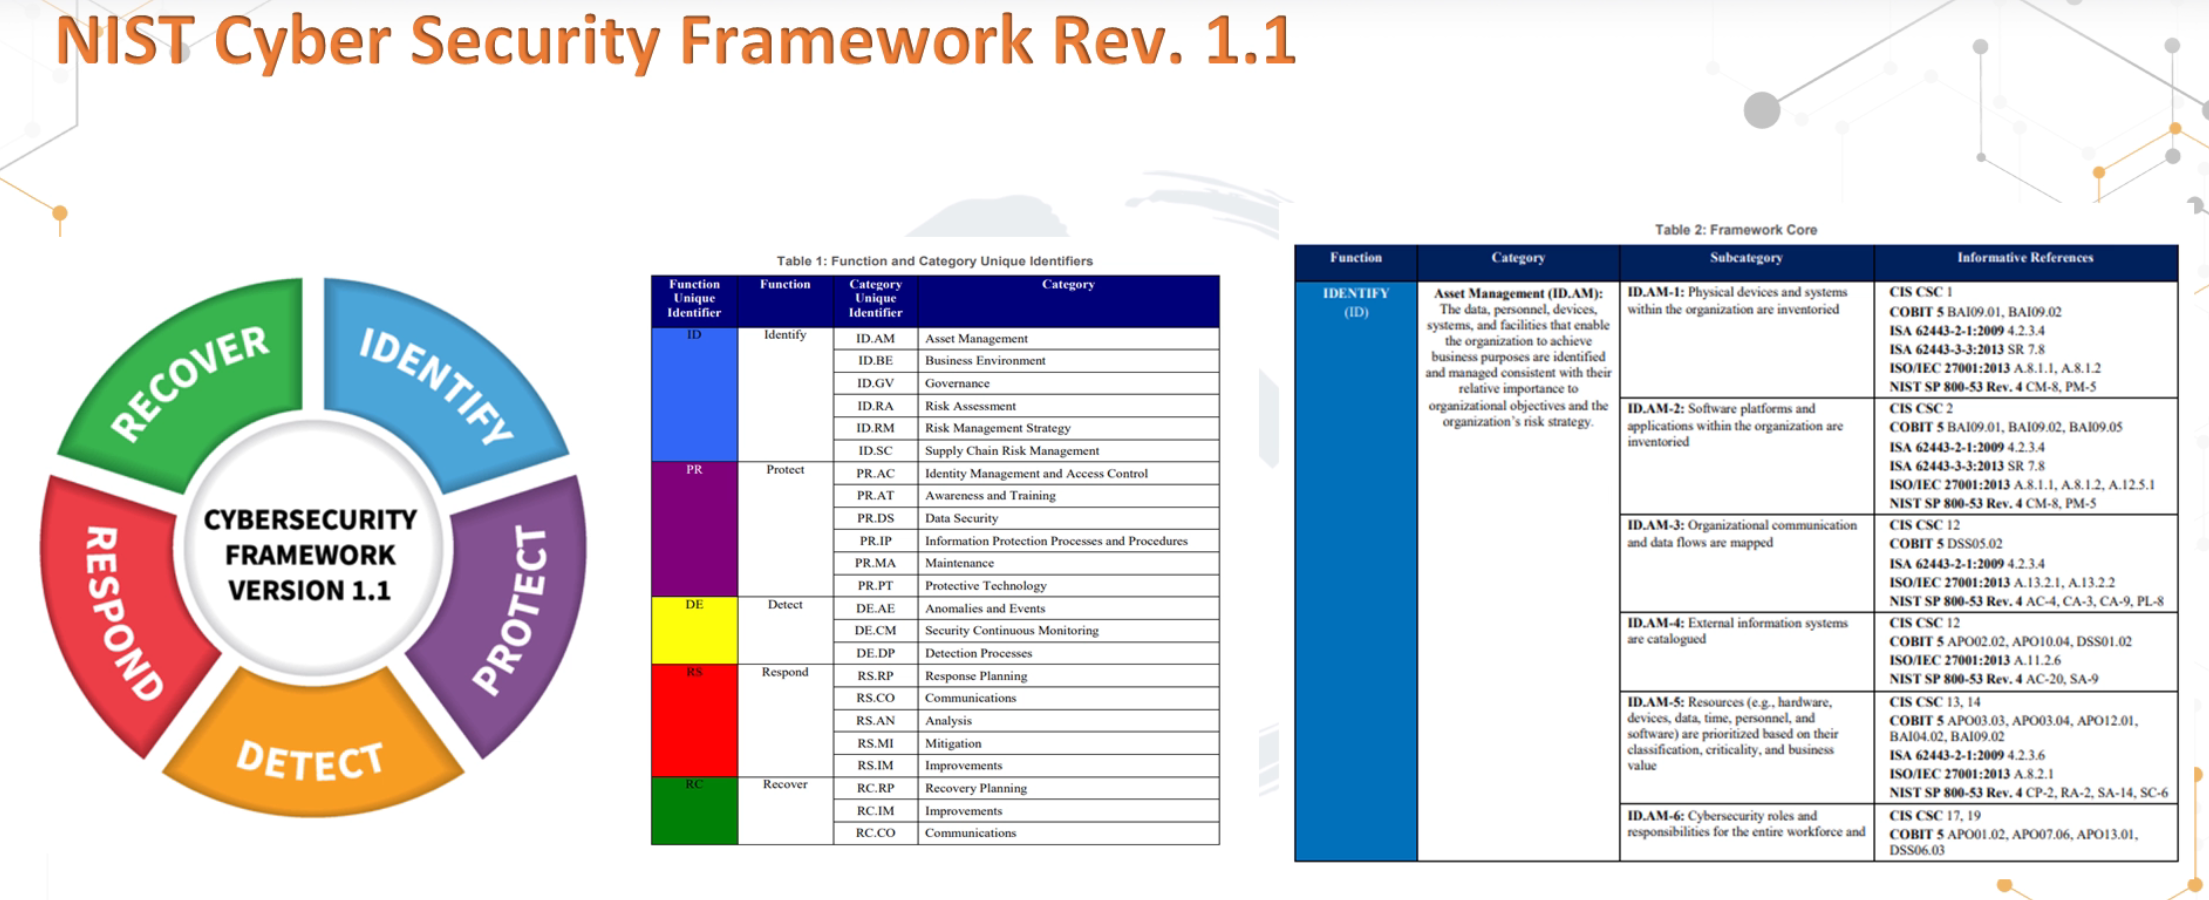 NIST Cyber Security Framework Rev. 1.1
RECOVER
IDENTIFY
PROTECT
DETECT
RESPOND
CYBERSECURITY
FRAMEWORK
VERSION 1.1
Table 1: Function and Category Unique Identifiers
Function Unique Identifier Function Category Unique Identifier Category
ID Identify ID.AM Asset Management
ID.BE Business Environment
ID.GV Governance
ID.RA Risk Assessment
ID.RM Risk Management Strategy
ID.SC Supply Chain Risk Management
PR Protect PR.AC Identity Management and Access Control
PR.AT Awareness and Training
PR.DS Data Security
PR.IP Information Protection Processes and Procedures
PR.MA Maintenance
PR.PT Protective Technology
DE Detect DE.AE Anomalies and Events
DE.CM Security Continuous Monitoring
DE.DP Detection Processes
RS Respond RS.RP Response Planning
RS.CO Communications
RS.AN Analysis
RS.MI Mitigation
RS.IM Improvements
RC Recover RC.RP Recovery Planning
RC.IM Improvements
RC.CO Communications
Table 2: Framework Core
Function Category Subcategory Informative References
IDENTIFY
(ID)
Asset Management (ID.AM):
The data, personnel, devices,
systems, and facilities that enable
the organization to achieve
business purposes are identified
and managed consistent with their
relative importance to
organizational objectives and the
organization's risk strategy.
ID.AM-1: Physical devices and systems
within the organization are inventoried
CIS CSC 1
COBIT 5 BAI09.01, BAI09.02
ISA 62443-2-1:2009 4.2.3.4
ISA 62443-3-3:2013 SR 7.8
ISO/IEC 27001:2013 A.8.1.1, A.8.1.2
NIST SP 800-53 Rev. 4 CM-8, PM-5
ID.AM-2: Software platforms and
applications within the organization are
inventoried
CIS CSC 2
COBIT 5 BAI09.01, BAI09.02, BAI09.05
ISA 62443-2-1:2009 4.2.3.4
ISA 62443-3-3:2013 SR 7.8
ISO/IEC 27001:2013 A.8.1.1, A.8.1.2, A.12.5.1
NIST SP 800-53 Rev. 4 CM-8, PM-5
ID.AM-3: Organizational communication
and data flows are mapped
CIS CSC 12
COBIT 5 DSS05.02
ISA 62443-2-1:2009 4.2.3.4
ISO/IEC 27001:2013 A.13.2.1, A.13.2.2
NIST SP 800-53 Rev. 4 AC-4, CA-3, CA-9, PL-8
ID.AM-4: External information systems
are catalogued
CIS CSC 12
COBIT 5 APO02.02, APO10.04, DSS01.02
ISO/IEC 27001:2013 A.11.2.6
NIST SP 800-53 Rev. 4 AC-20, SA-9
ID.AM-5: Resources (e.g., hardware,
devices, data, time, personnel, and
software) are prioritized based on their
classification, criticality, and business
value
CIS CSC 13, 14
COBIT 5 APO03.03, APO03.04, APO12.01,
BAI04.02, BAI09.02
ISA 62443-2-1:2009 4.2.3.6
ISO/IEC 27001:2013 A.8.2.1
NIST SP 800-53 Rev. 4 CP-2, RA-2, SA-14, SC-6
ID.AM-6: Cybersecurity roles and
responsibilities for the entire workforce and
CIS CSC 17, 19
COBIT 5 APO01.02, APO07.06, APO13.01,
DSS06.03